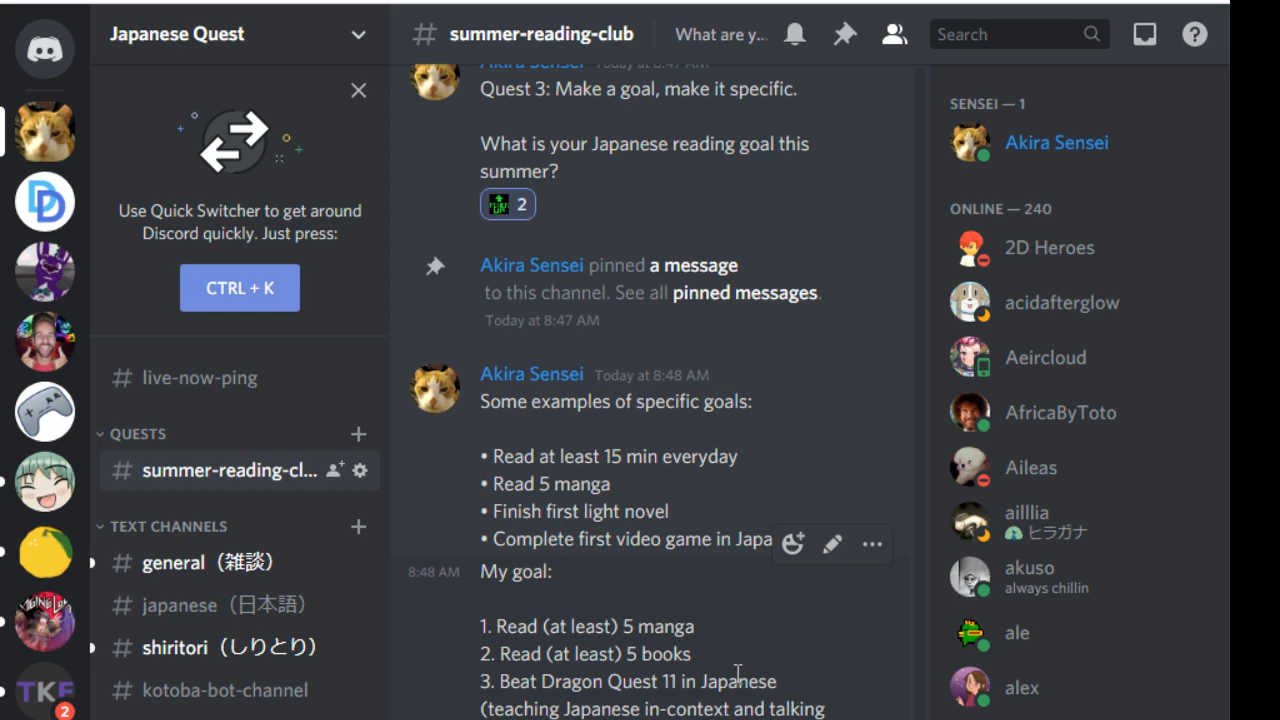 Japanese Quest
Use Quick Switcher to get around
Discord quickly. Just press:
CTRL + K
# live-now-ping
QUESTS
# summer-reading-cl...
TEXT CHANNELS
# general（雑談）
# japanese（日本語）
# shiritori（しりとり）
# kotoba-bot-channel
TKF
2
# summer-reading-club
What are y...
Search
Akira Sensei Today at 8:47 AM
Quest 3: Make a goal, make it specific.
What is your Japanese reading goal this
summer?
2
Akira Sensei pinned a message
to this channel. See all pinned messages.
Today at 8:47 AM
Akira Sensei Today at 8:48 AM
Some examples of specific goals:
• Read at least 15 min everyday
• Read 5 manga
• Finish first light novel
• Complete first video game in Japa
8:48 AM My goal:
1. Read (at least) 5 manga
2. Read (at least) 5 books
3. Beat Dragon Quest 11 in Japanese
(teaching Japanese in-context and talking
SENSEI — 1
Akira Sensei
ONLINE — 240
2D Heroes
acidafterglow
Aeircloud
AfricaByToto
Aileas
ailllia
ヒラガナ
akuso
always chillin
ale
alex